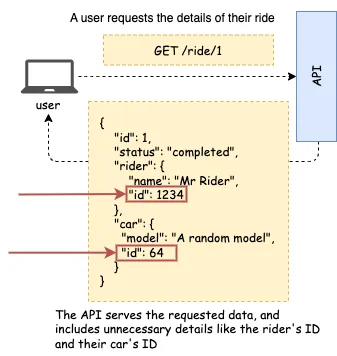 A user requests the details of their ride
GET /ride/1
API
user
{
"id": 1,
"status": "completed",
"rider": {
"name": "Mr Rider",
"id": 1234
},
"car": {
"model": "A random model",
"id": 64
}
}
The API serves the requested data, and
includes unnecessary details like the rider's ID
and their car's ID